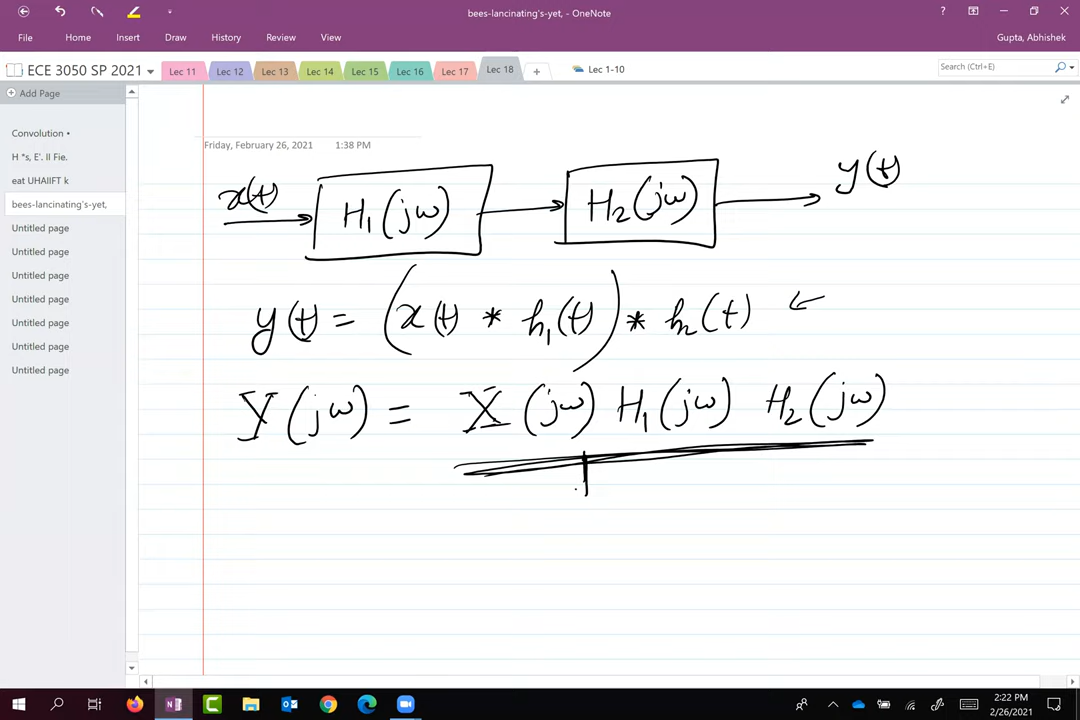 bees-lancinating's-yet, - OneNote
?
File Home Insert Draw History Review View Gupta, Abhishek
ECE 3050 SP 2021 Lec 11 Lec 12 Lec 13 Lec 14 Lec 15 Lec 16 Lec 17 Lec 18 + Lec 1-10 Search (Ctrl+E)
+ Add Page
Convolution •
H *s, E'. II Fie.
eat UHAIIFT k
bees-lancinating's-yet,
Untitled page
Untitled page
Untitled page
Untitled page
Untitled page
Untitled page
Untitled page
Friday, February 26, 2021 1:38 PM
x(t) → H₁(jω) → H₂(jω) → y(t)
y(t) = (x(t) * h₁(t)) * h₂(t) ←
Y(jω) = X(jω) H₁(jω) H₂(jω)
2:22 PM
2/26/2021